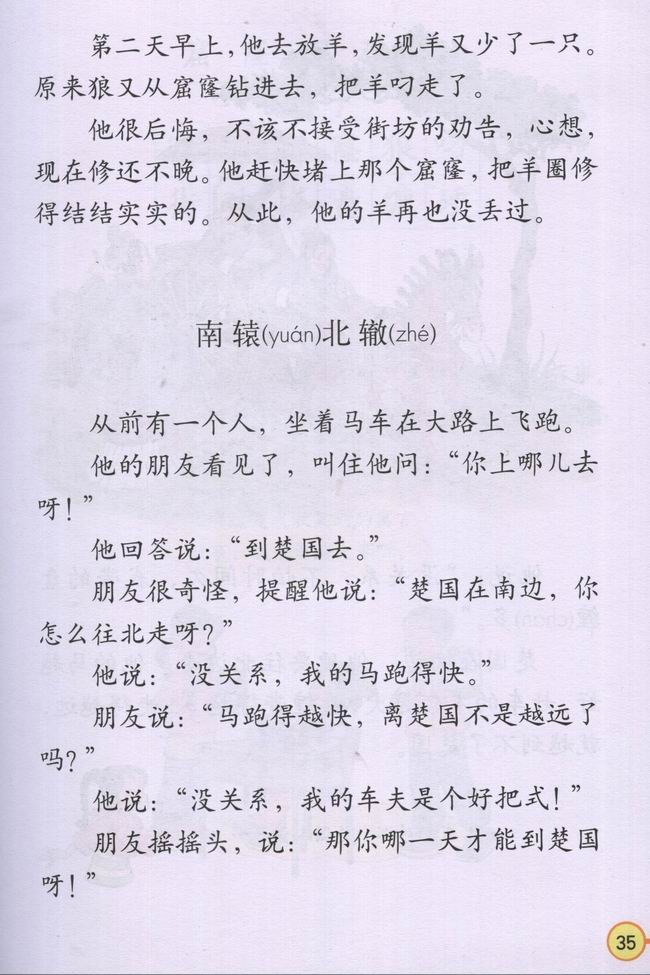 第二天早上，他去放羊，发现羊又少了一只。
原来狼又从窟窿钻进去，把羊叼走了。
他很后悔，不该不接受街坊的劝告，心想，
现在修还不晚。他赶快堵上那个窟窿，把羊圈修
得结结实实的。从此，他的羊再也没丢过。
南辕(yuán)北辙(zhé)
从前有一个人，坐着马车在大路上飞跑。
他的朋友看见了，叫住他问：“你上哪儿去
呀！”
他回答说：“到楚国去。”
朋友很奇怪，提醒他说：“楚国在南边，你
怎么往北走呀？”
他说：“没关系，我的马跑得快。”
朋友说：“马跑得越快，离楚国不是越远了
吗？”
他说：“没关系，我的车夫是个好把式！”
朋友摇摇头，说：“那你哪一天才能到楚国
呀！”
35